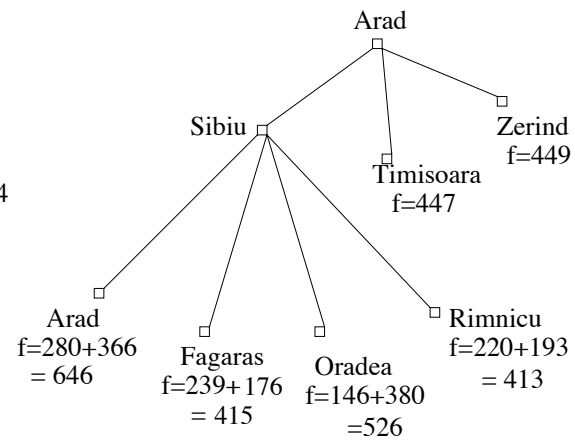 Arad
Sibiu
Zerind
f=449
Timisoara
f=447
4
Arad
f=280+366
= 646
Fagaras
f=239+176
= 415
Oradea
f=146+380
=526
Rimnicu
f=220+193
= 413